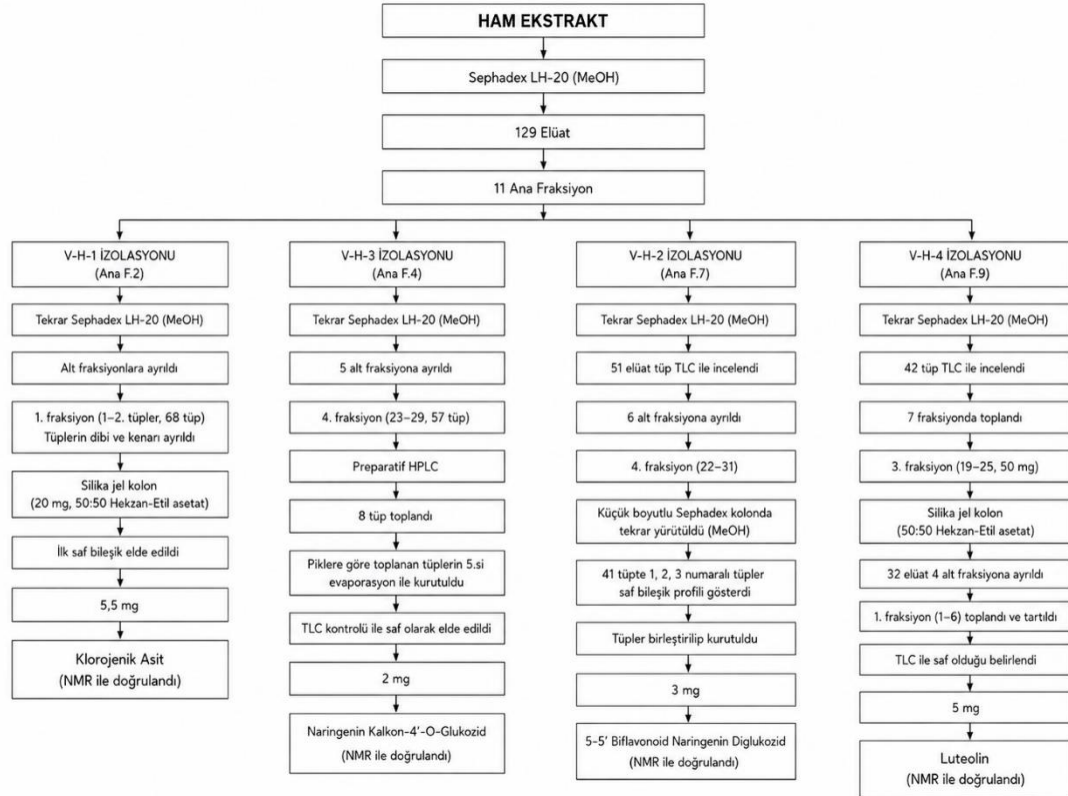 HAM EKSTRAKT
Sephadex LH-20 (MeOH)
129 Elüat
11 Ana Fraksiyon
V-H-1 İZOLASYONU
(Ana F.2)
Tekrar Sephadex LH-20 (MeOH)
Alt fraksiyonlara ayrıldı
1. fraksiyon (1–2. tüpler, 68 tüp)
Tüplerin dibi ve kenarı ayrıldı
Silika jel kolon
(20 mg, 50:50 Hekzan-Etil asetat)
İlk saf bileşik elde edildi
5,5 mg
Klorojenik Asit
(NMR ile doğrulandı)
V-H-3 İZOLASYONU
(Ana F.4)
Tekrar Sephadex LH-20 (MeOH)
5 alt fraksiyona ayrıldı
4. fraksiyon (23–29, 57 tüp)
Preparatif HPLC
8 tüp toplandı
Piklere göre toplanan tüplerin 5.si
evaporasyon ile kurutuldu
TLC kontrolü ile saf olarak elde edildi
2 mg
Naringenin Kalkon-4'-O-Glukozid
(NMR ile doğrulandı)
V-H-2 İZOLASYONU
(Ana F.7)
Tekrar Sephadex LH-20 (MeOH)
51 elüat tüp TLC ile incelendi
6 alt fraksiyona ayrıldı
4. fraksiyon (22–31)
Küçük boyutlu Sephadex kolonda
tekrar yürütüldü (MeOH)
41 tüpte 1, 2, 3 numaralı tüpler
saf bileşik profili gösterdi
Tüpler birleştirilip kurutuldu
3 mg
5-5' Biflavonoid Naringenin Diglukozid
(NMR ile doğrulandı)
V-H-4 İZOLASYONU
(Ana F.9)
Tekrar Sephadex LH-20 (MeOH)
42 tüp TLC ile incelendi
7 fraksiyonda toplandı
3. fraksiyon (19–25, 50 mg)
Silika jel kolon
(50:50 Hekzan-Etil asetat)
32 elüat 4 alt fraksiyona ayrıldı
1. fraksiyon (1–6) toplandı ve tartıldı
TLC ile saf olduğu belirlendi
5 mg
Luteolin
(NMR ile doğrulandı)